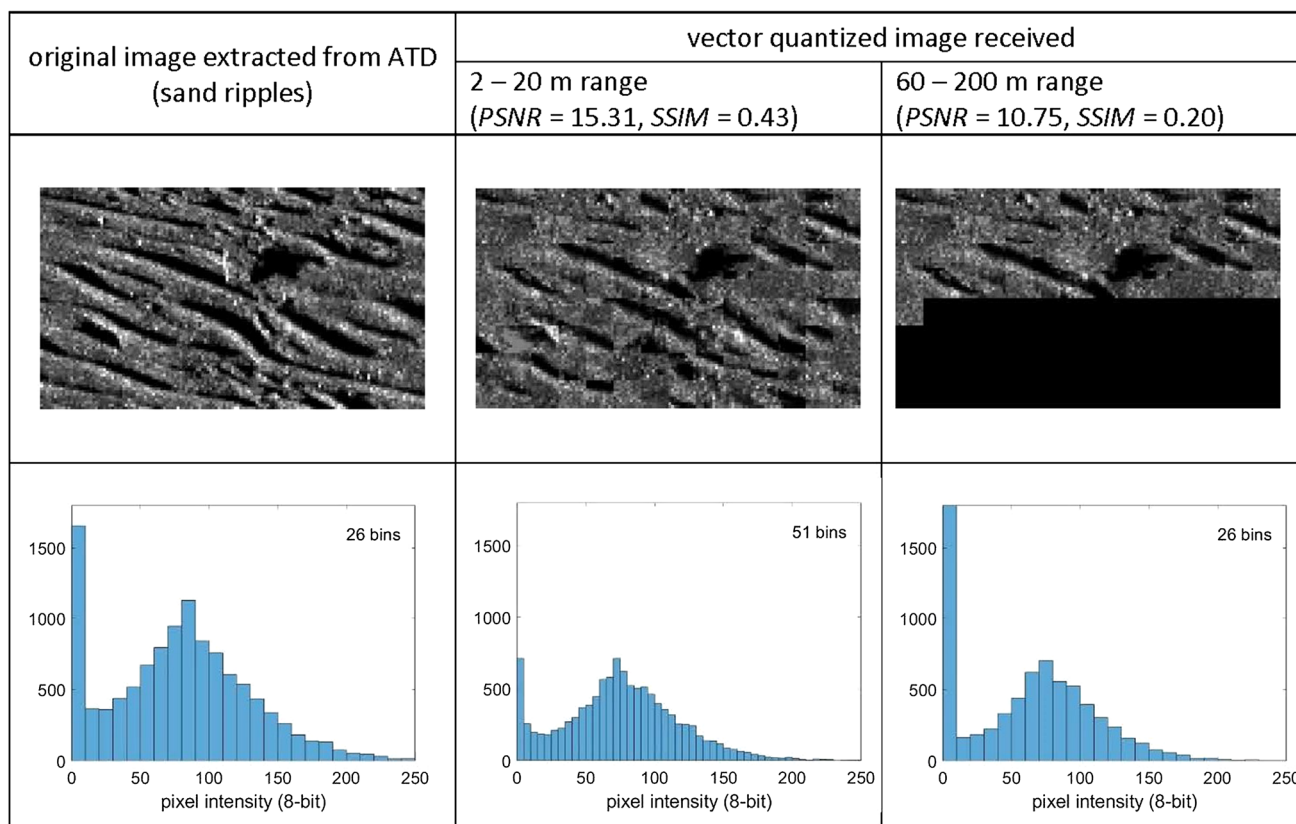 original image extracted from ATD
(sand ripples)
vector quantized image received
2 – 20 m range
(PSNR = 15.31, SSIM = 0.43)
60 – 200 m range
(PSNR = 10.75, SSIM = 0.20)
26 bins
1500
1000
500
0
0 50 100 150 200 250
pixel intensity (8-bit)
51 bins
1500
1000
500
0
0 50 100 150 200 250
pixel intensity (8-bit)
26 bins
1500
1000
500
0
0 50 100 150 200 250
pixel intensity (8-bit)